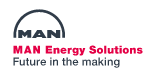 MAN
MAN Energy Solutions
Future in the making